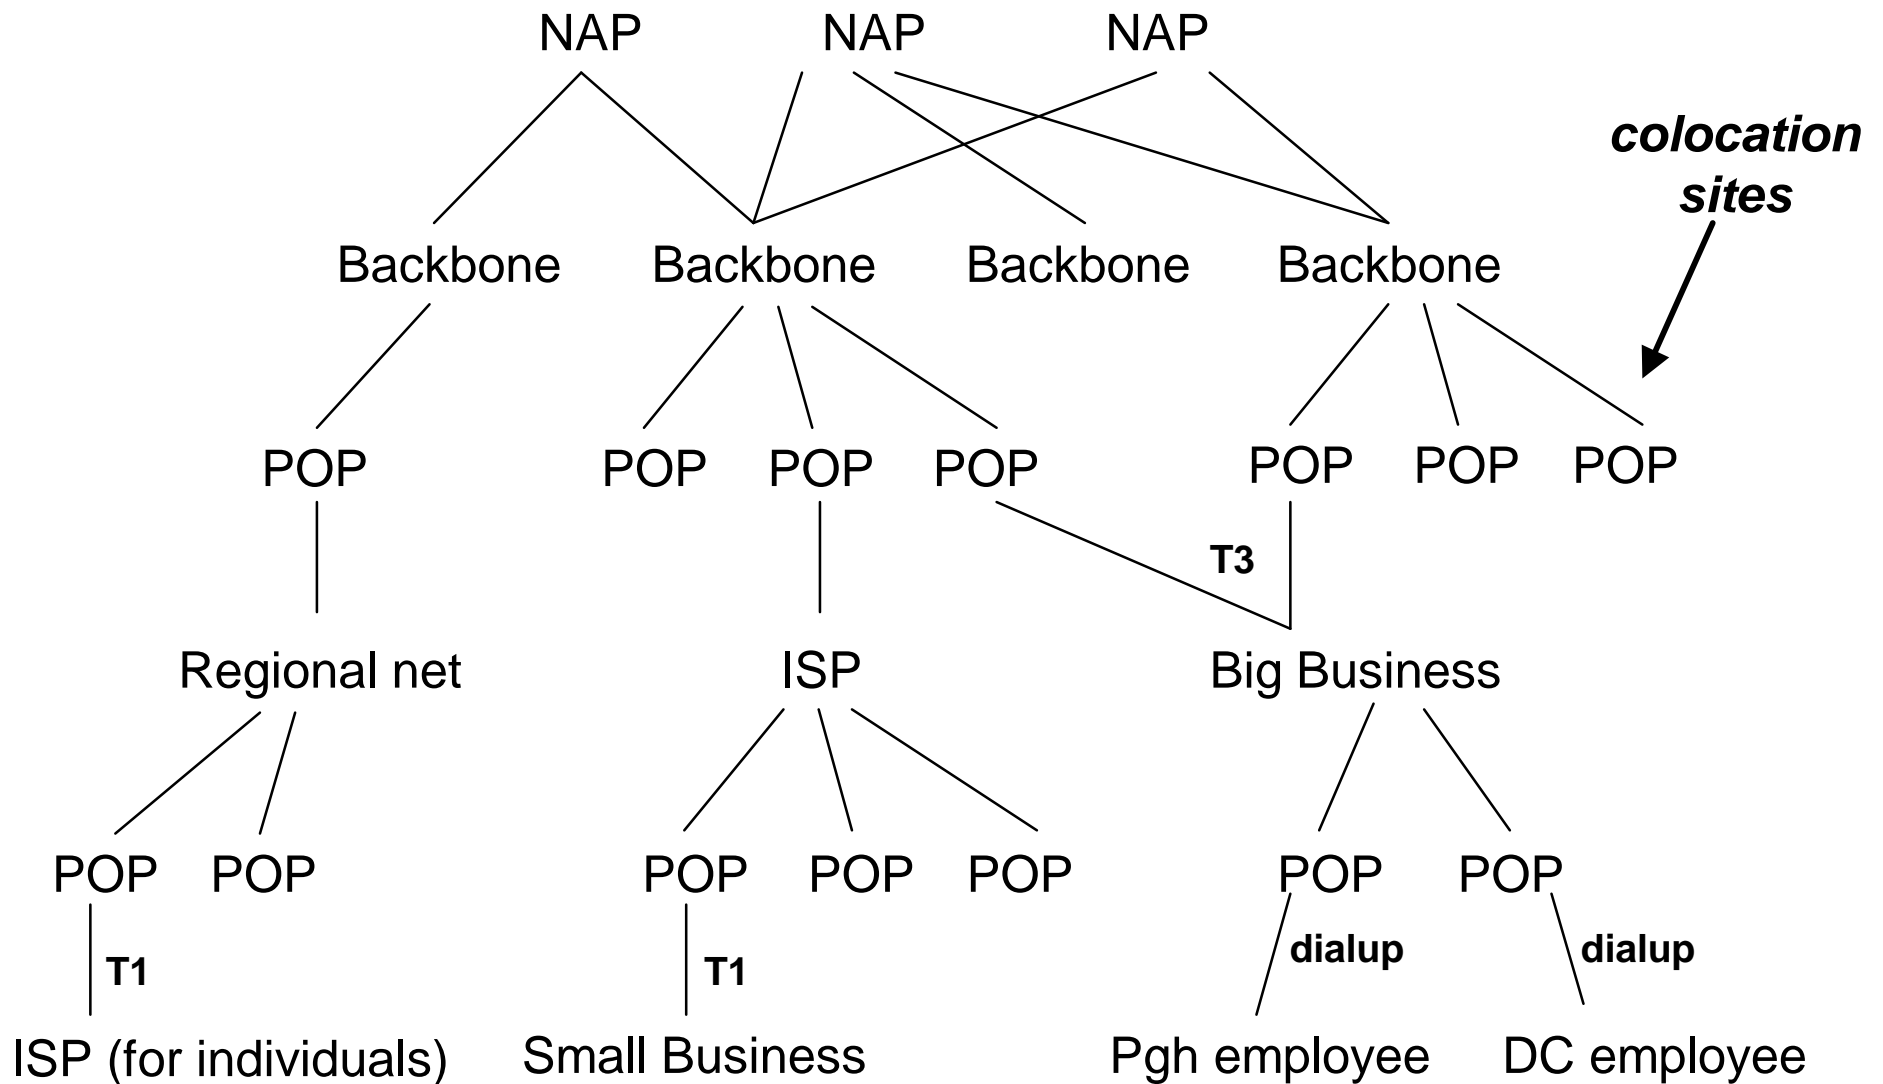 NAP NAP NAP
colocation
sites
Backbone Backbone Backbone Backbone
POP POP POP POP POP POP POP
T3
Regional net ISP Big Business
POP POP POP POP POP POP POP
T1 T1 dialup dialup
ISP (for individuals) Small Business Pgh employee DC employee